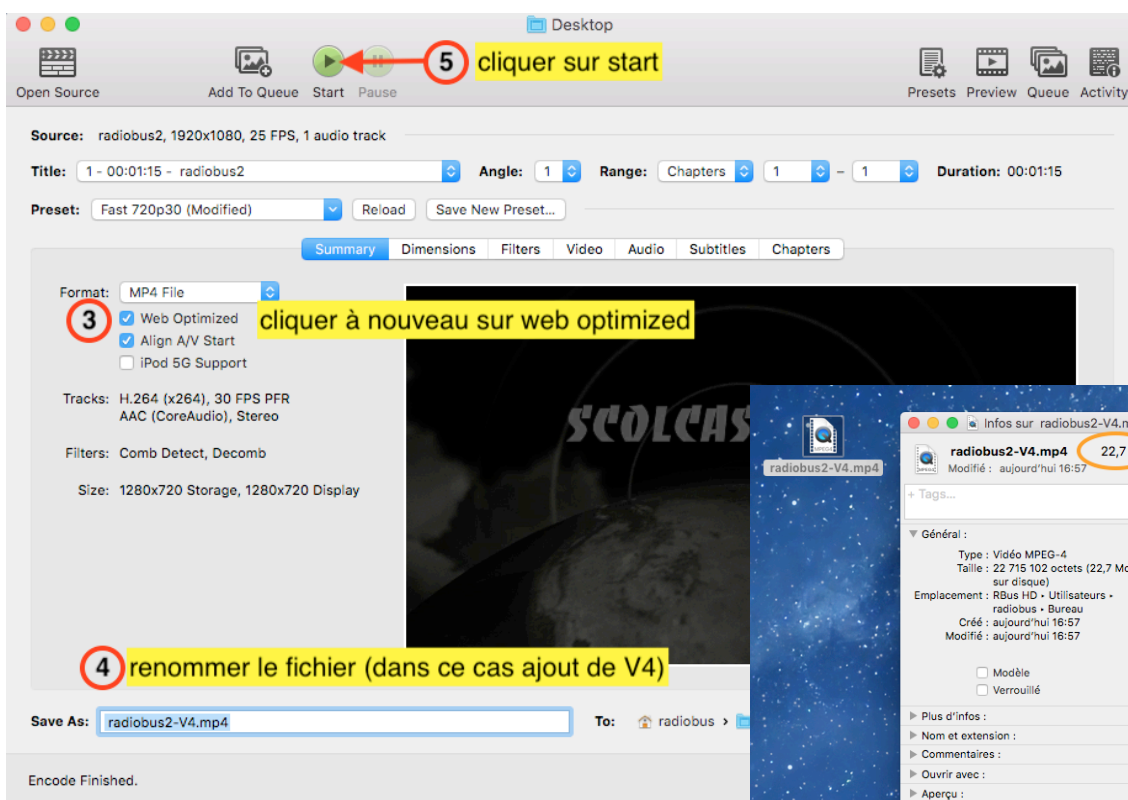 Desktop
Open Source
Add To Queue
Start
Pause
5 cliquer sur start
Presets
Preview
Queue
Activity
Source: radiobus2, 1920x1080, 25 FPS, 1 audio track
Title: 1 - 00:01:15 - radiobus2 Angle: 1 Range: Chapters 1 – 1 Duration: 00:01:15
Preset: Fast 720p30 (Modified) Reload Save New Preset...
Summary Dimensions Filters Video Audio Subtitles Chapters
Format: MP4 File
3 Web Optimized cliquer à nouveau sur web optimized
Align A/V Start
iPod 5G Support
Tracks: H.264 (x264), 30 FPS PFR
AAC (CoreAudio), Stereo
Filters: Comb Detect, Decomb
Size: 1280x720 Storage, 1280x720 Display
SCOLCAS
4 renommer le fichier (dans ce cas ajout de V4)
Save As: radiobus2-V4.mp4 To: radiobus ›
Encode Finished.
MPEG4
radiobus2-V4.mp4
Infos sur radiobus2-V4.m
radiobus2-V4.mp4 22,7
Modifié : aujourd'hui 16:57
+ Tags...
Général :
Type : Vidéo MPEG-4
Taille : 22 715 102 octets (22,7 Mo
sur disque)
Emplacement : RBus HD ▸ Utilisateurs ▸
radiobus ▸ Bureau
Créé : aujourd'hui 16:57
Modifié : aujourd'hui 16:57
Modèle
Verrouillé
Plus d'infos :
Nom et extension :
Commentaires :
Ouvrir avec :
Aperçu :